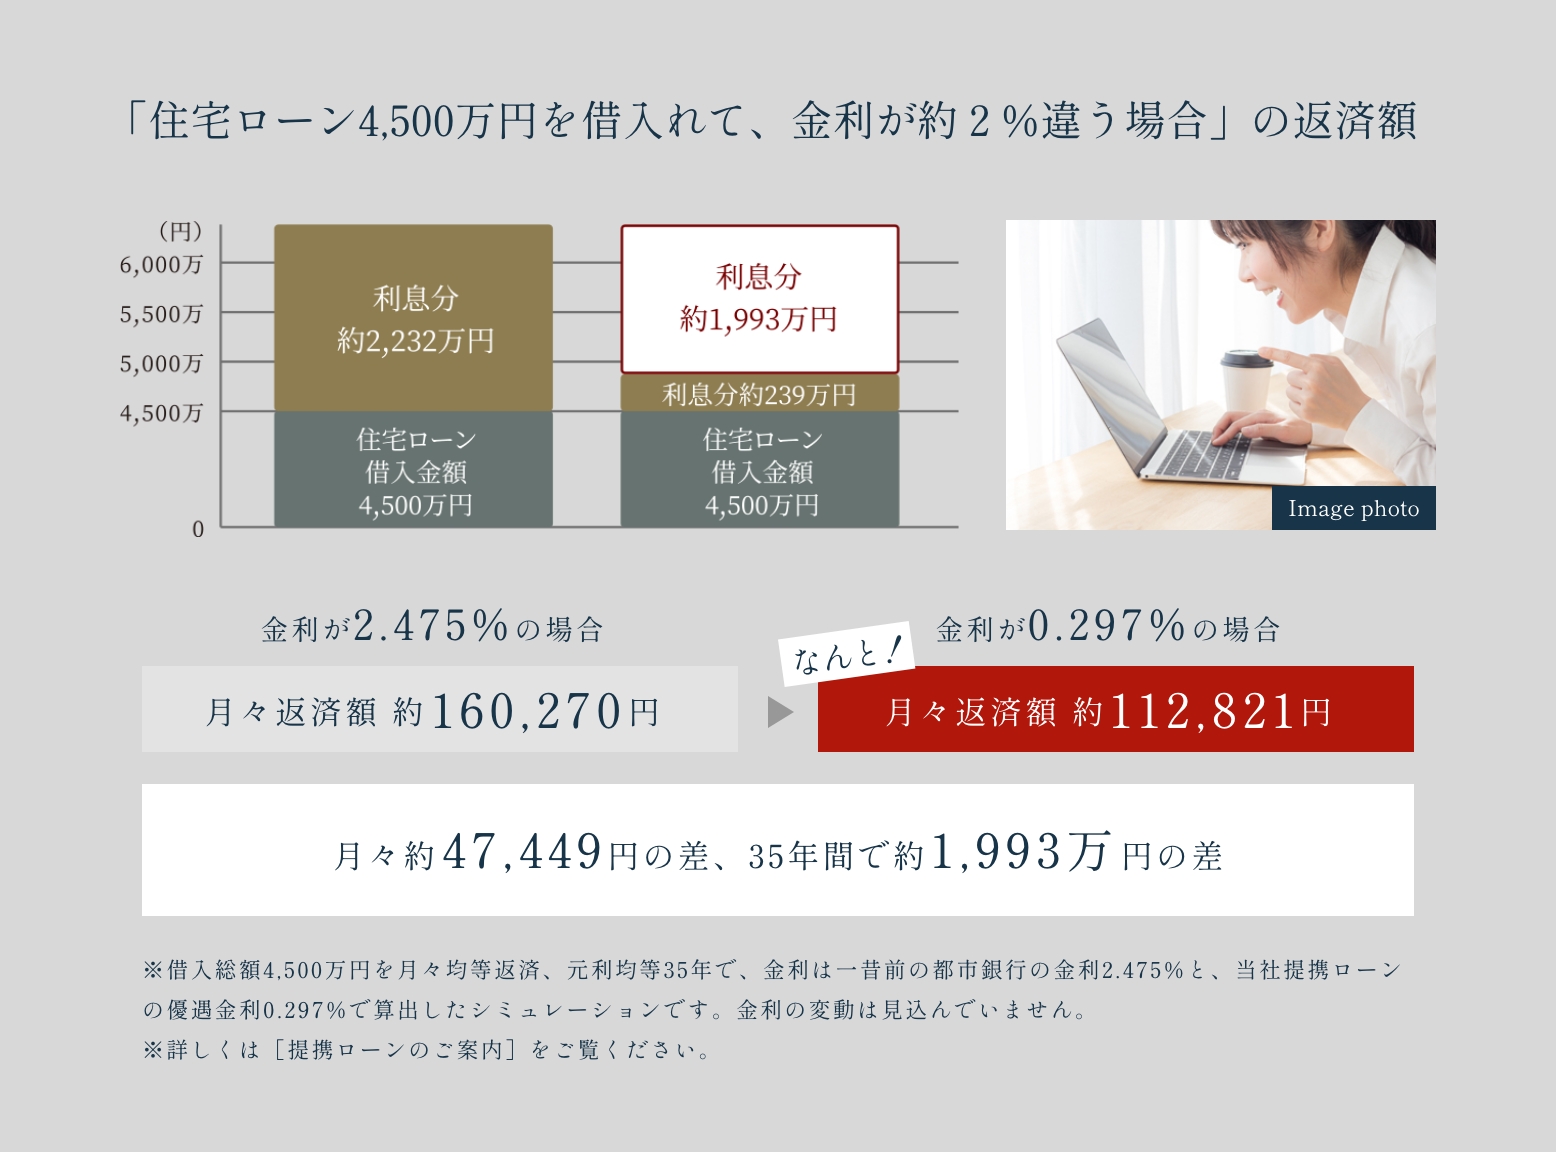 「住宅ローン4,500万円を借入れて、金利が約２％違う場合」の返済額
（円）
6,000万
5,500万
5,000万
4,500万
0
利息分
約2,232万円
住宅ローン
借入金額
4,500万円
利息分
約1,993万円
利息分約239万円
住宅ローン
借入金額
4,500万円
Image photo
金利が2.475%の場合
月々返済額 約160,270円
なんと!
金利が0.297%の場合
月々返済額 約112,821円
月々約47,449円の差、35年間で約1,993万円の差
※借入総額4,500万円を月々均等返済、元利均等35年で、金利は一昔前の都市銀行の金利2.475%と、当社提携ローン
の優遇金利0.297%で算出したシミュレーションです。金利の変動は見込んでいません。
※詳しくは［提携ローンのご案内］をご覧ください。